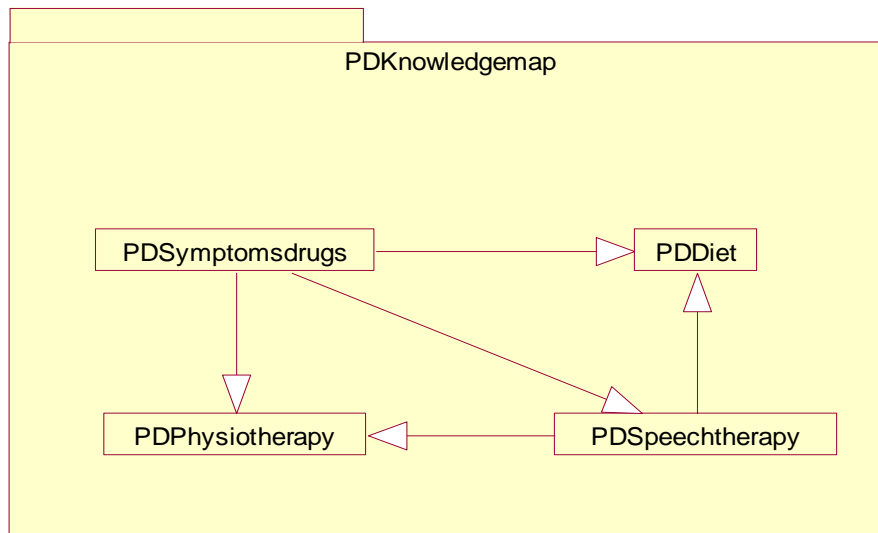 PDKnowledgemap
PDSymptomsdrugs
PDDiet
PDPhysiotherapy
PDSpeechtherapy